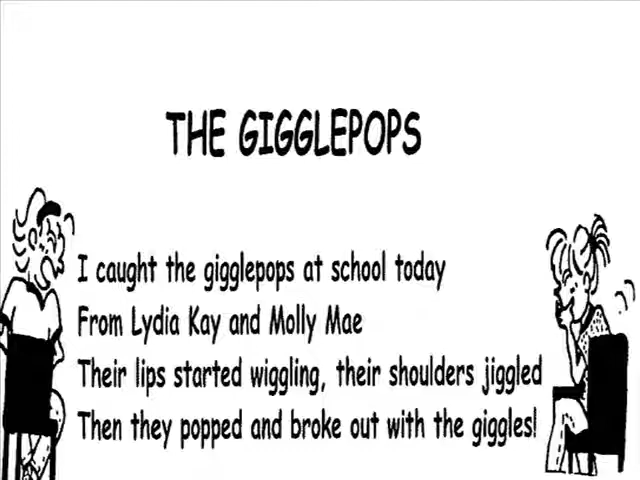 THE GIGGLEPOPS
I caught the gigglepops at school today
From Lydia Kay and Molly Mae
Their lips started wiggling, their shoulders jiggled
Then they popped and broke out with the giggles!